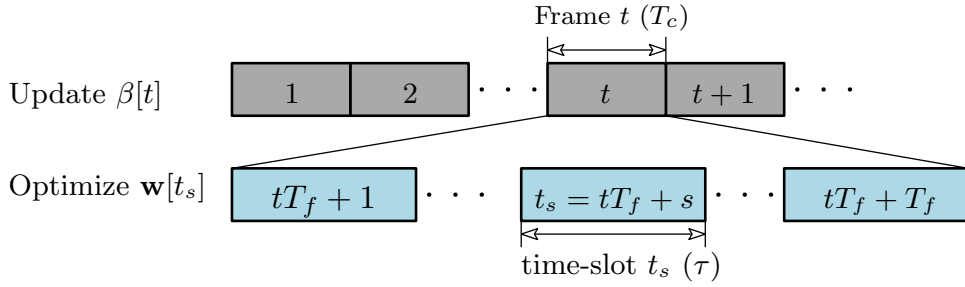 Frame t (T_c)
Update β[t] 1 2 · · · t t + 1 · · ·
Optimize w[t_s] tT_f + 1 · · · t_s = tT_f + s · · · tT_f + T_f
time-slot t_s (τ)